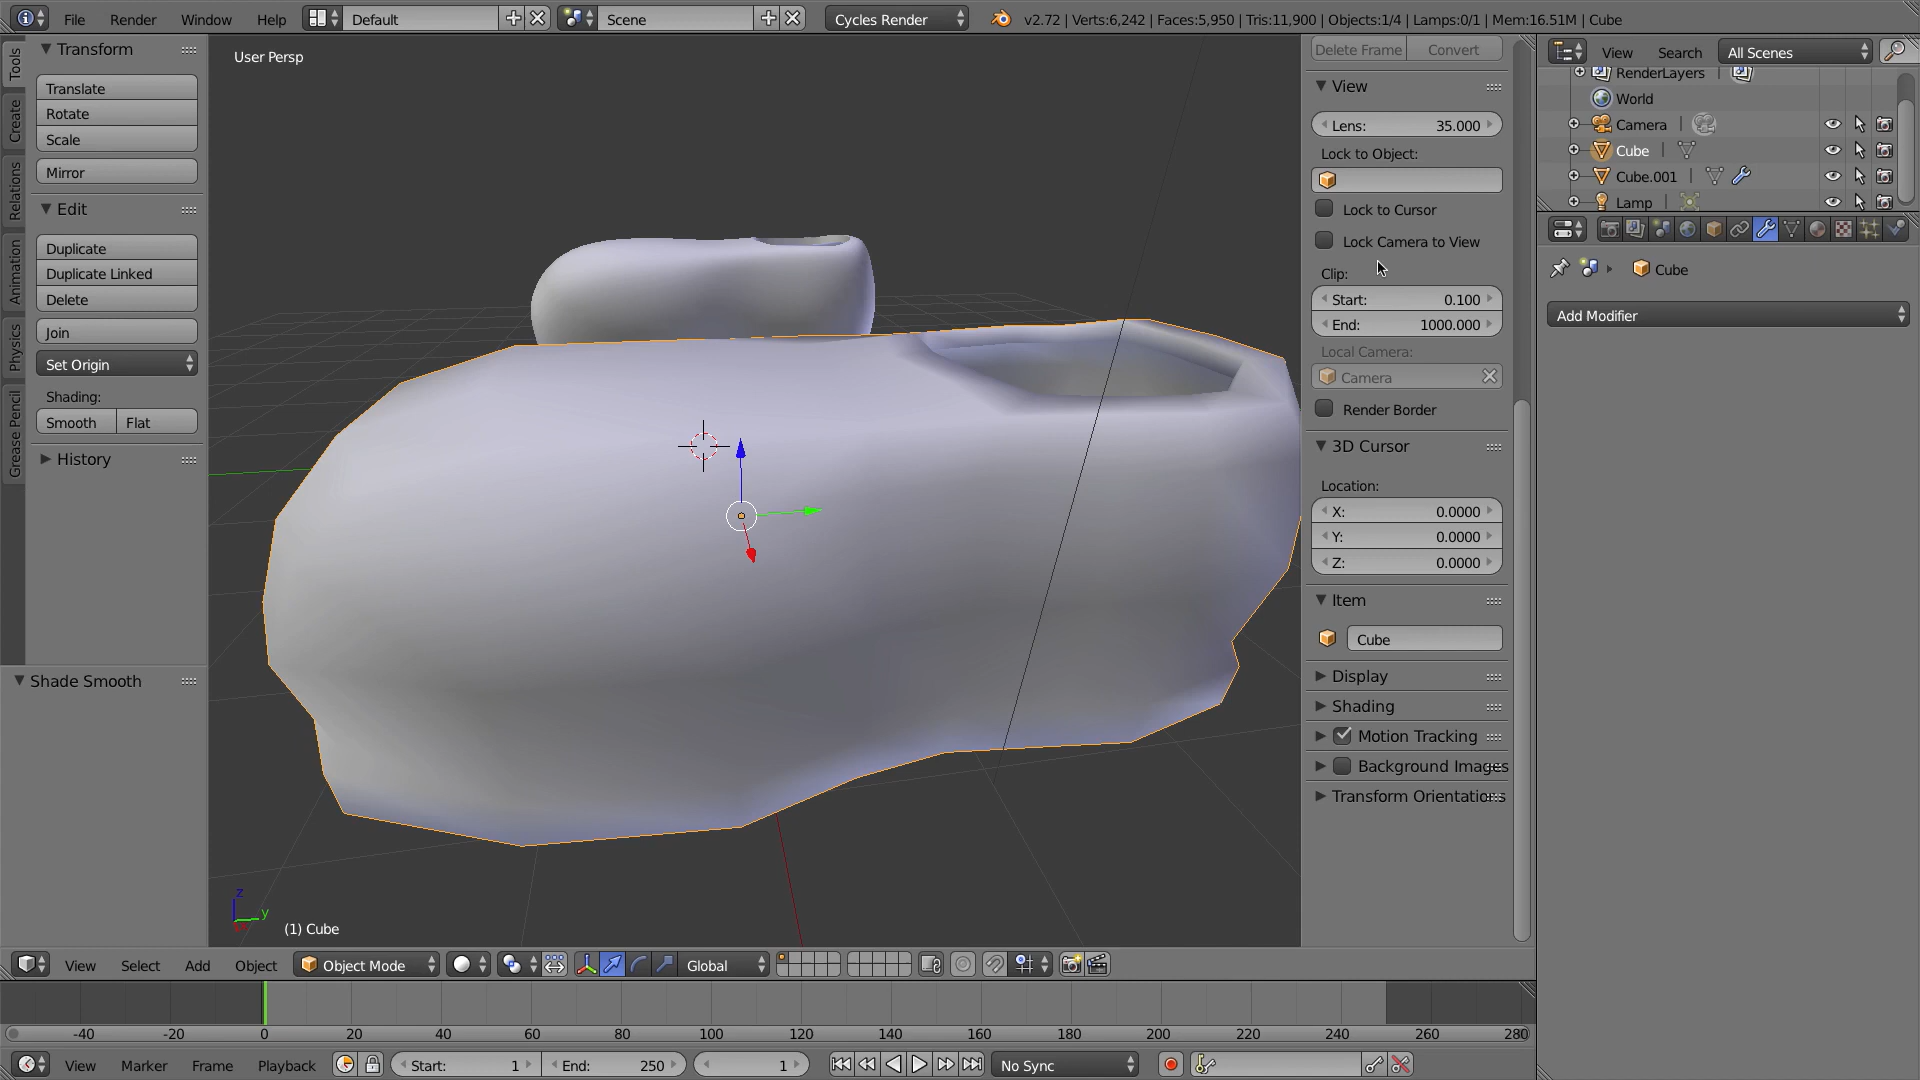 File Render Window Help Default Scene Cycles Render v2.72 | Verts:6,242 | Faces:5,950 | Tris:11,900 | Objects:1/4 | Lamps:0/1 | Mem:16.51M | Cube
Tools
Create
Relations
Animation
Physics
Grease Pencil
Transform
Translate
Rotate
Scale
Mirror
Edit
Duplicate
Duplicate Linked
Delete
Join
Set Origin
Shading:
Smooth Flat
History
Shade Smooth
User Persp
z
y
(1) Cube
Delete Frame Convert
View
Lens: 35.000
Lock to Object:
Lock to Cursor
Lock Camera to View
Clip:
Start: 0.100
End: 1000.000
Local Camera:
Camera
Render Border
3D Cursor
Location:
X: 0.0000
Y: 0.0000
Z: 0.0000
Item
Cube
Display
Shading
Motion Tracking
Background Images
View Search All Scenes
RenderLayers
World
Camera
Cube
Cube.001
Lamp
Cube
Add Modifier
View Select Add Object Object Mode Global
-40 -20 0 20 40 60 80 100 120 140 160 180 200 220 240 260 280
View Marker Frame Playback Start: 1 End: 250 1 No Sync